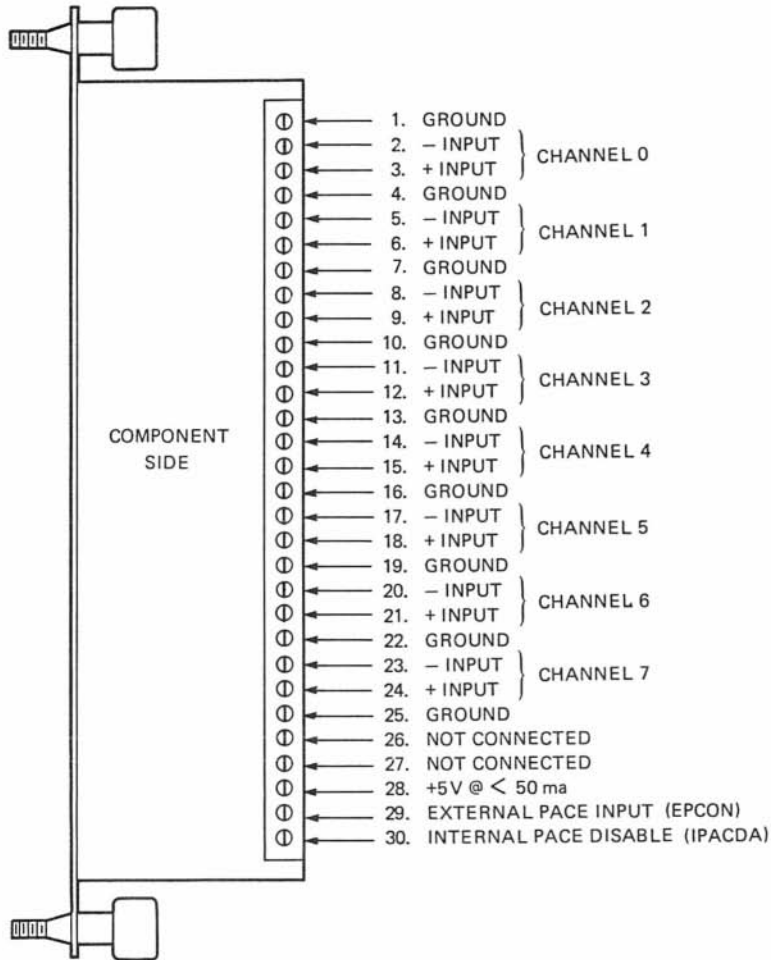 1. GROUND
2. – INPUT
3. + INPUT
CHANNEL 0
4. GROUND
5. – INPUT
6. + INPUT
CHANNEL 1
7. GROUND
8. – INPUT
9. + INPUT
CHANNEL 2
10. GROUND
11. – INPUT
12. + INPUT
CHANNEL 3
13. GROUND
14. – INPUT
15. + INPUT
CHANNEL 4
COMPONENT
SIDE
16. GROUND
17. – INPUT
18. + INPUT
CHANNEL 5
19. GROUND
20. – INPUT
21. + INPUT
CHANNEL 6
22. GROUND
23. – INPUT
24. + INPUT
CHANNEL 7
25. GROUND
26. NOT CONNECTED
27. NOT CONNECTED
28. +5V @ < 50 ma
29. EXTERNAL PACE INPUT (EPCON)
30. INTERNAL PACE DISABLE (IPACDA)